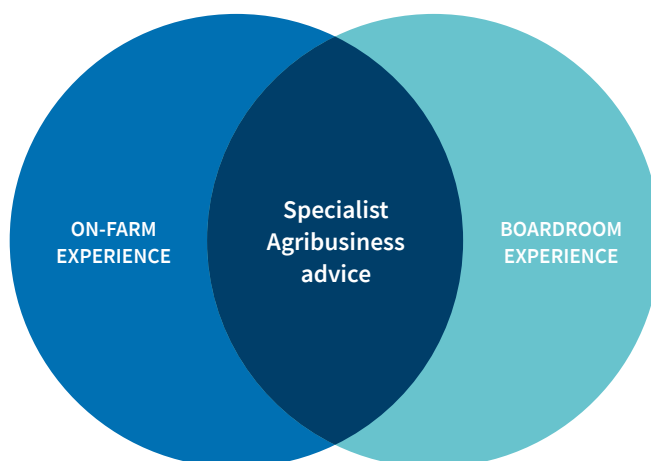 ON-FARM
EXPERIENCE
Specialist
Agribusiness
advice
BOARDROOM
EXPERIENCE